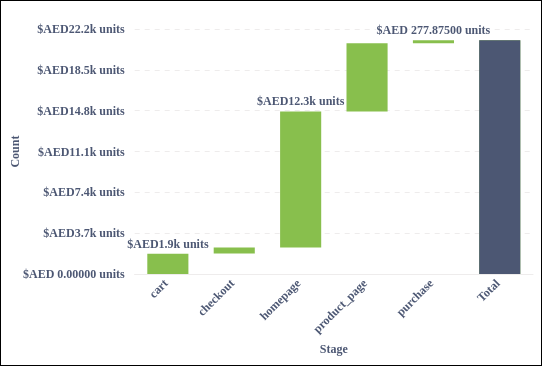 $AED22.2k units
$AED 277.87500 units
$AED18.5k units
$AED14.8k units
$AED12.3k units
$AED11.1k units
$AED7.4k units
$AED3.7k units
$AED1.9k units
$AED 0.00000 units
Count
cart
checkout
homepage
product_page
purchase
Total
Stage